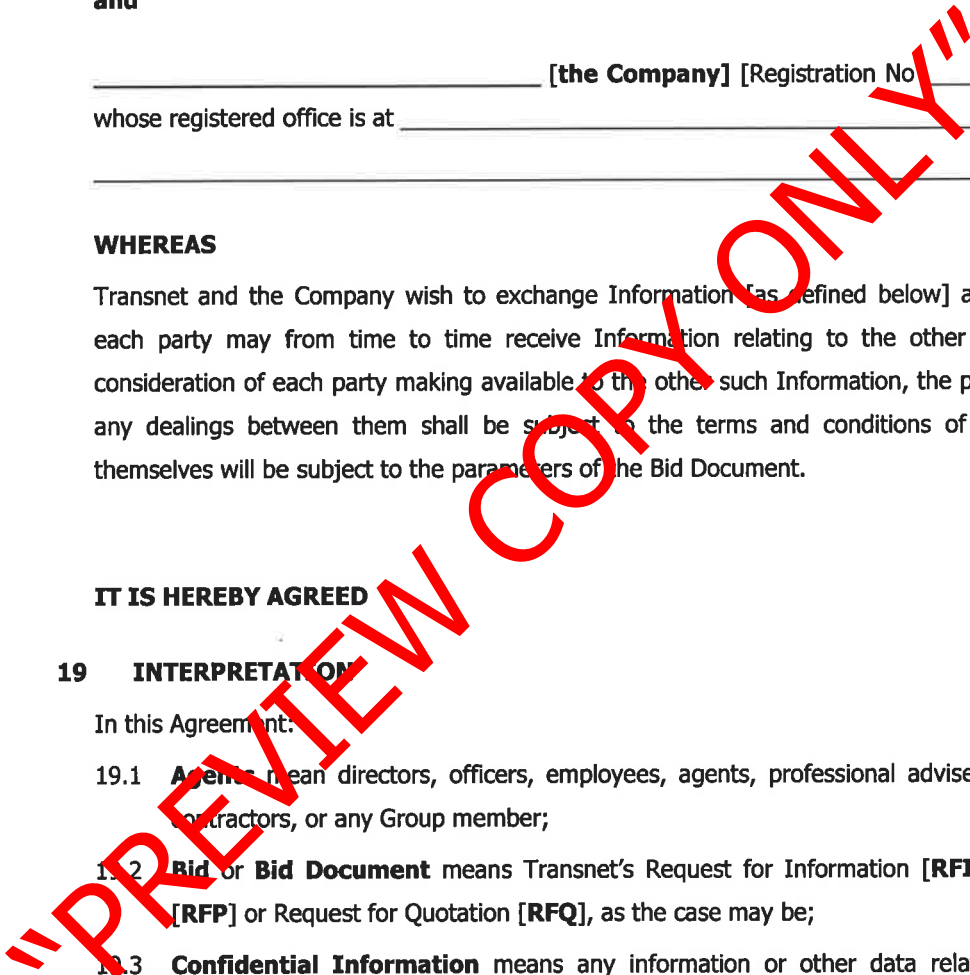 and
[the Company] [Registration No
whose registered office is at
WHEREAS
Transnet and the Company wish to exchange Information [as defined below] a
each party may from time to time receive Information relating to the other
consideration of each party making available to the other such Information, the p
any dealings between them shall be subject to the terms and conditions of
themselves will be subject to the parameters of the Bid Document.
IT IS HEREBY AGREED
19 INTERPRETATION
In this Agreement:
19.1 Agents mean directors, officers, employees, agents, professional advise
contractors, or any Group member;
19.2 Bid or Bid Document means Transnet's Request for Information [RFI
[RFP] or Request for Quotation [RFQ], as the case may be;
19.3 Confidential Information means any information or other data rela
"PREVIEW COPY ONLY"